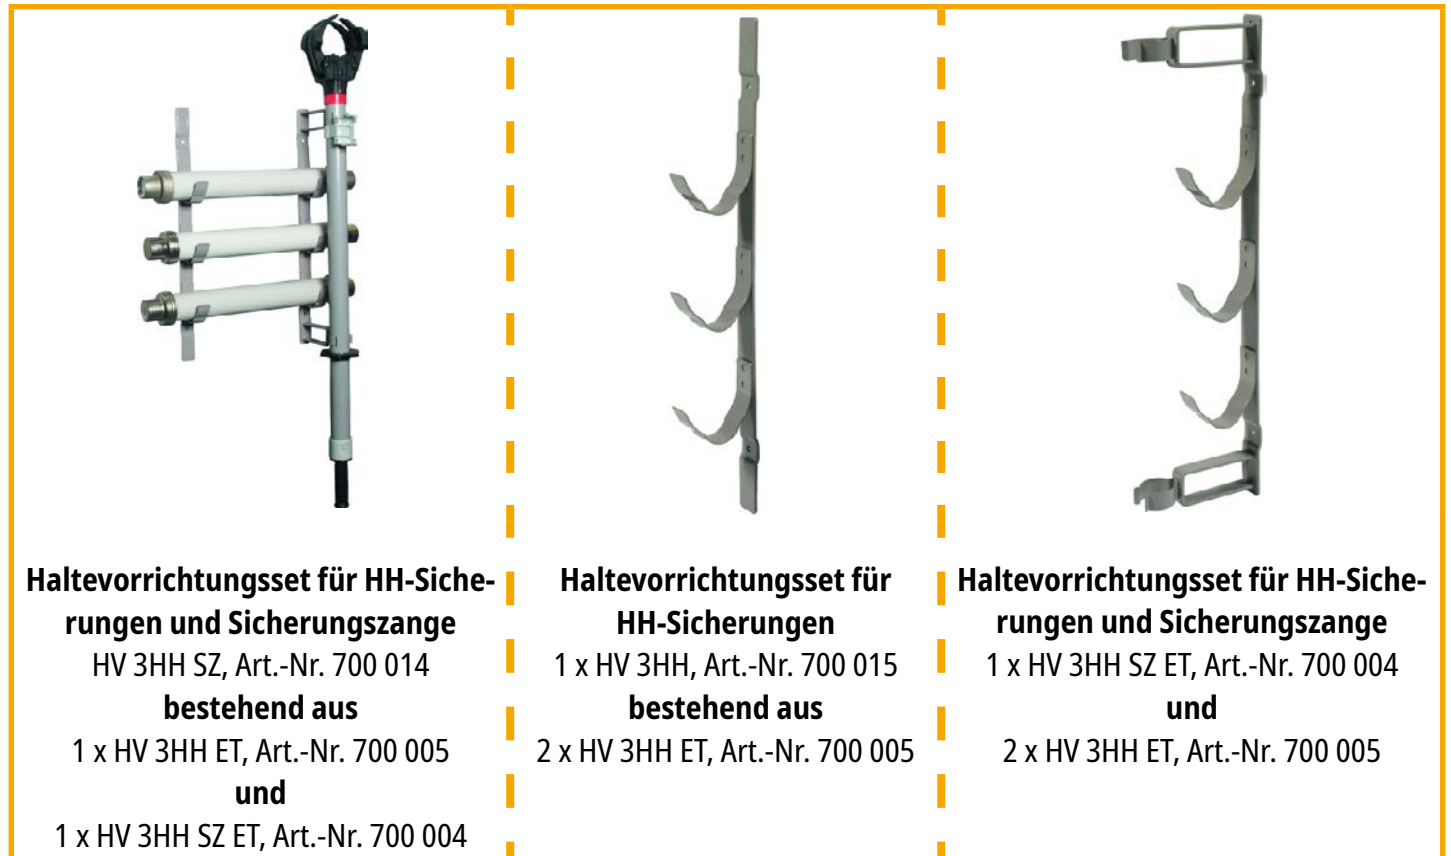 Haltevorrichtungsset für HH-Siche-
rungen und Sicherungszange
HV 3HH SZ, Art.-Nr. 700 014
bestehend aus
1 x HV 3HH ET, Art.-Nr. 700 005
und
1 x HV 3HH SZ ET, Art.-Nr. 700 004
Haltevorrichtungsset für
HH-Sicherungen
1 x HV 3HH, Art.-Nr. 700 015
bestehend aus
2 x HV 3HH ET, Art.-Nr. 700 005
Haltevorrichtungsset für HH-Siche-
rungen und Sicherungszange
1 x HV 3HH SZ ET, Art.-Nr. 700 004
und
2 x HV 3HH ET, Art.-Nr. 700 005